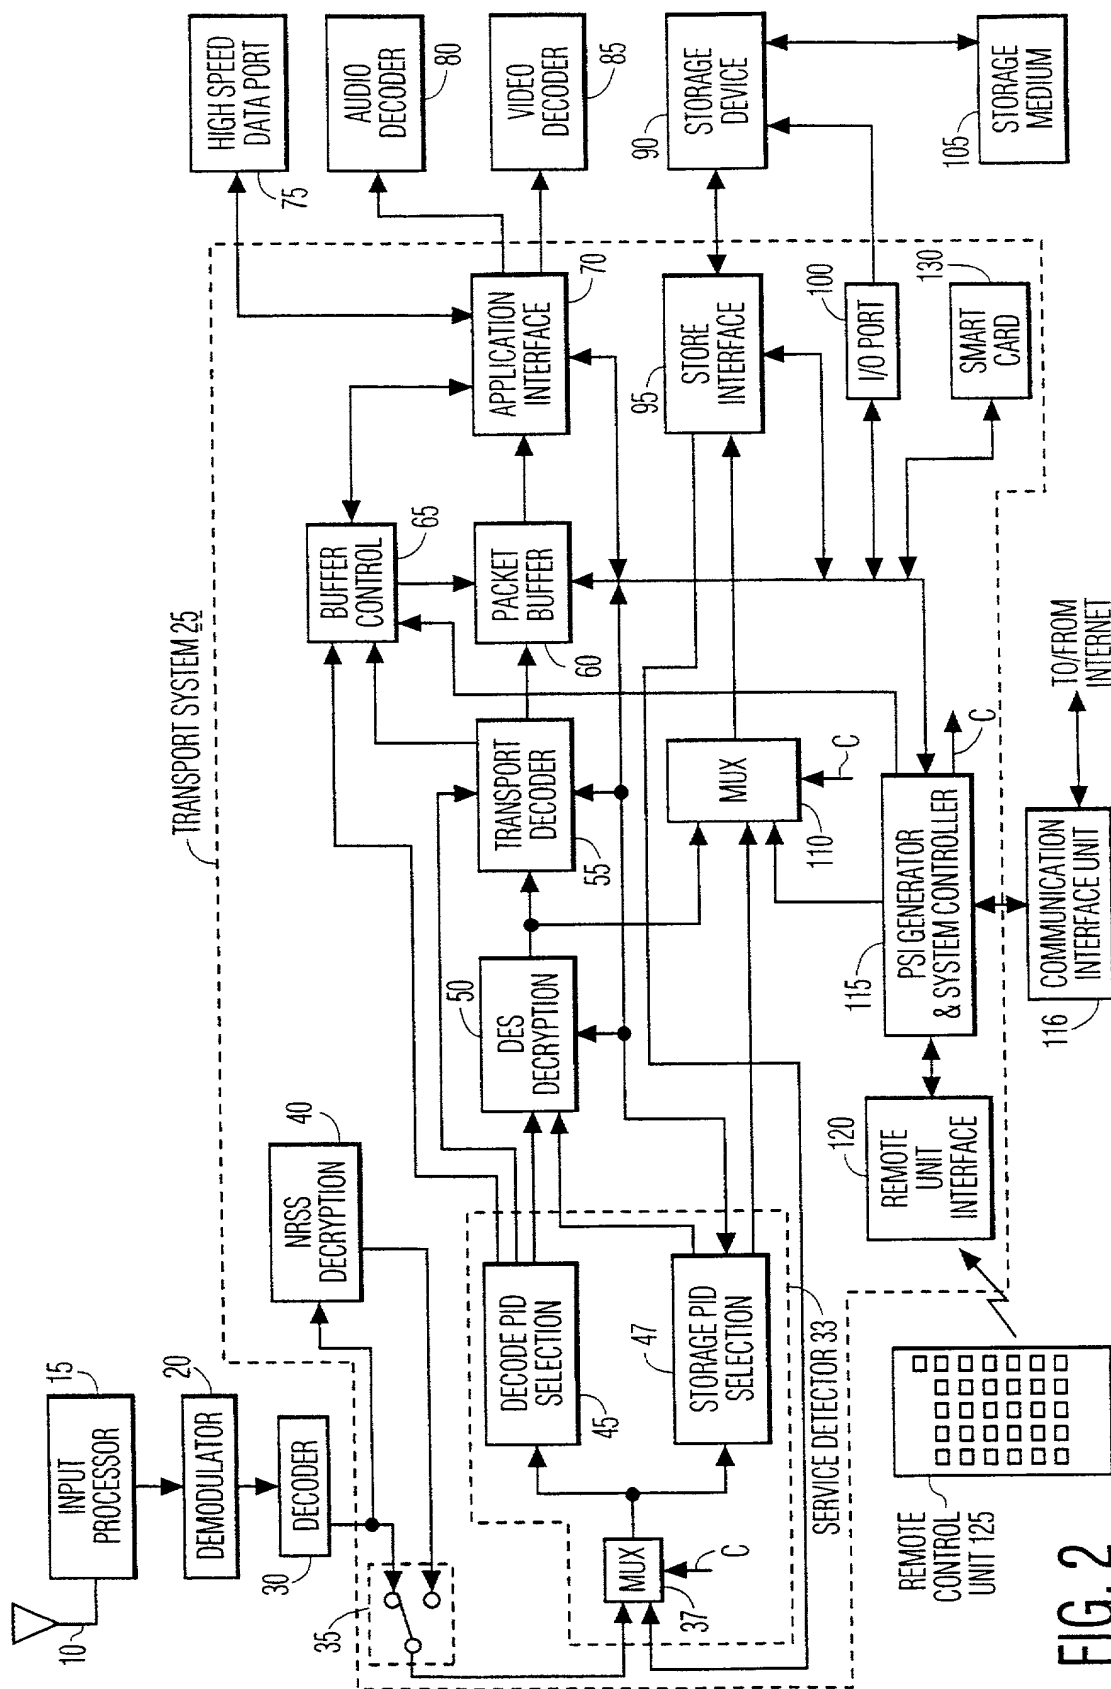 10
INPUT
PROCESSOR
15
DEMODULATOR
20
DECODER
30
35
NRSS
DECRYPTION
40
TRANSPORT SYSTEM 25
MUX
37
C
DECODE PID
SELECTION
45
STORAGE PID
SELECTION
47
SERVICE DETECTOR 33
DES
DECRYPTION
50
TRANSPORT
DECODER
55
PACKET
BUFFER
60
BUFFER
CONTROL
65
APPLICATION
INTERFACE
70
HIGH SPEED
DATA PORT
75
AUDIO
DECODER
80
VIDEO
DECODER
85
STORAGE
DEVICE
90
STORE
INTERFACE
95
I/O PORT
100
STORAGE
MEDIUM
105
MUX
110
C
PSI GENERATOR
& SYSTEM CONTROLLER
115
C
COMMUNICATION
INTERFACE UNIT
116
TO/FROM
INTERNET
REMOTE
UNIT
INTERFACE
120
SMART
CARD
130
REMOTE
CONTROL
UNIT 125
FIG. 2